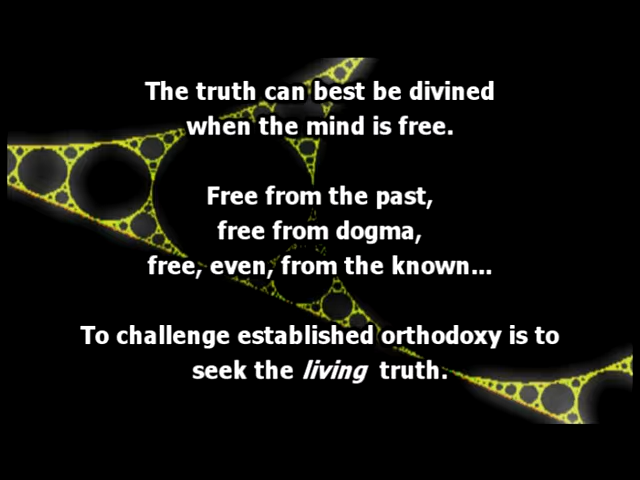 The truth can best be divined
when the mind is free.
Free from the past,
free from dogma,
free, even, from the known...
To challenge established orthodoxy is to
seek the living truth.